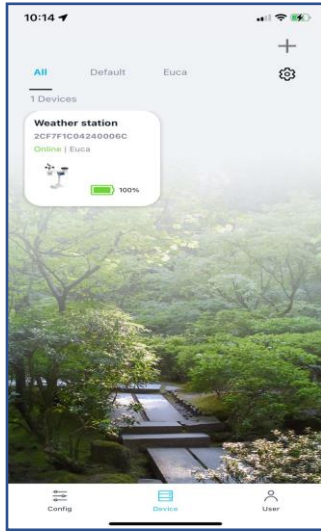 10:14
All Default Euca
1 Devices
Weather station
2CF7F1C04240006C
Online | Euca
100%
Config Device User